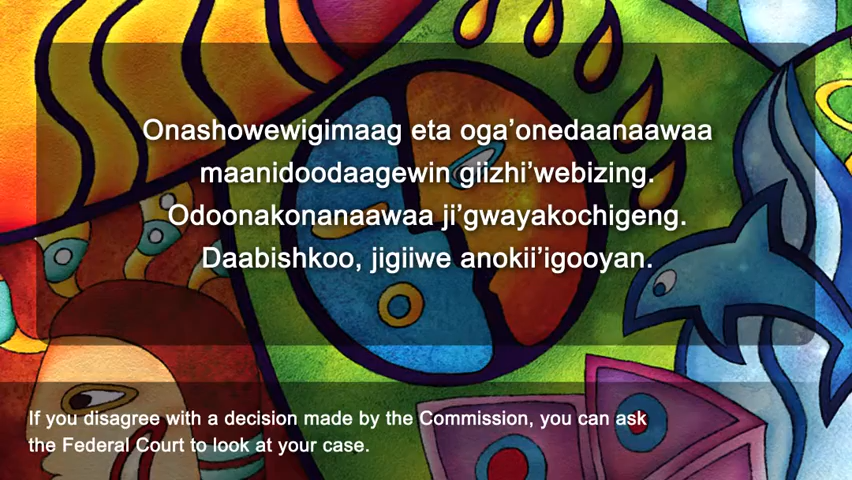 Onashowewigimaag eta oga’onedaanaawaa
maanidoodaagewin giizhi’webizing.
Odoonakonanaawaa ji’gwayakochigeng.
Daabishkoo, jigiiwe anokii’igooyan.
If you disagree with a decision made by the Commission, you can ask
the Federal Court to look at your case.